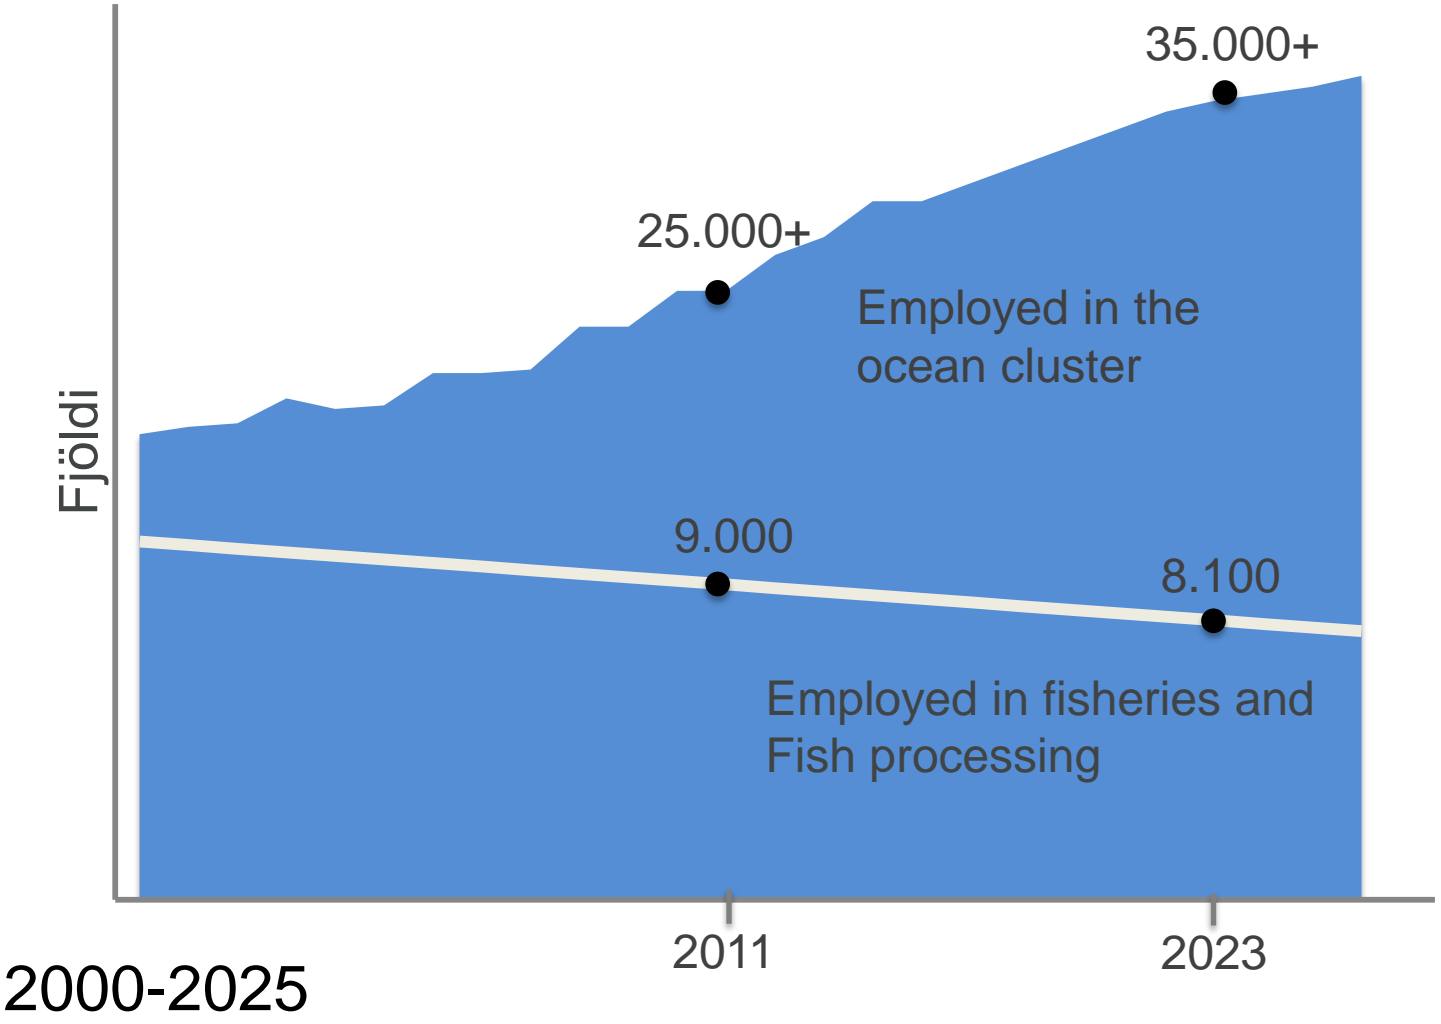 35.000+
25.000+
Employed in the
ocean cluster
Fjöldi
9.000
8.100
Employed in fisheries and
Fish processing
2011
2023
2000-2025